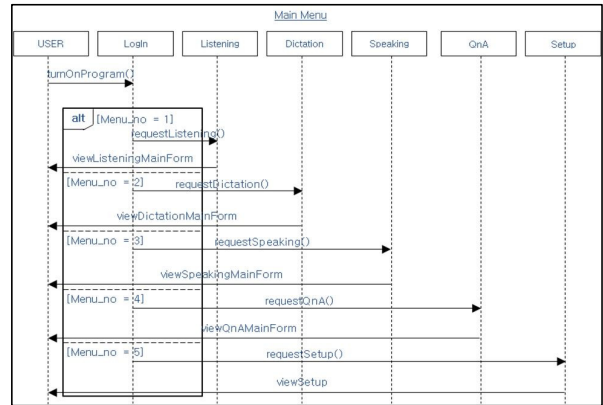 Main Menu
USER
LogIn
Listening
Dictation
Speaking
QnA
Setup
turnOnProgram()
alt [Menu_no = 1]
requestListening()
viewListeningMainForm
[Menu_no = 2] requestDictation()
viewDictationMainForm
[Menu_no = 3] requestSpeaking()
viewSpeakingMainForm
[Menu_no = 4] requestQnA()
viewQnAMainForm
[Menu_no = 5] requestSetup()
viewSetup